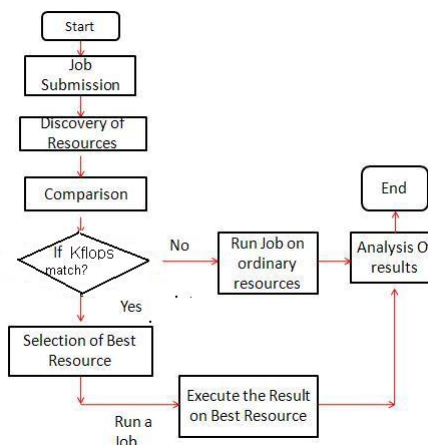 Start
Job
Submission
Discovery of
Resources
Comparison
If Kflops
match?
No
Run Job on
ordinary
resources
Analysis O
results
End
Yes
Selection of Best
Resource
Run a
Job
Execute the Result
on Best Resource